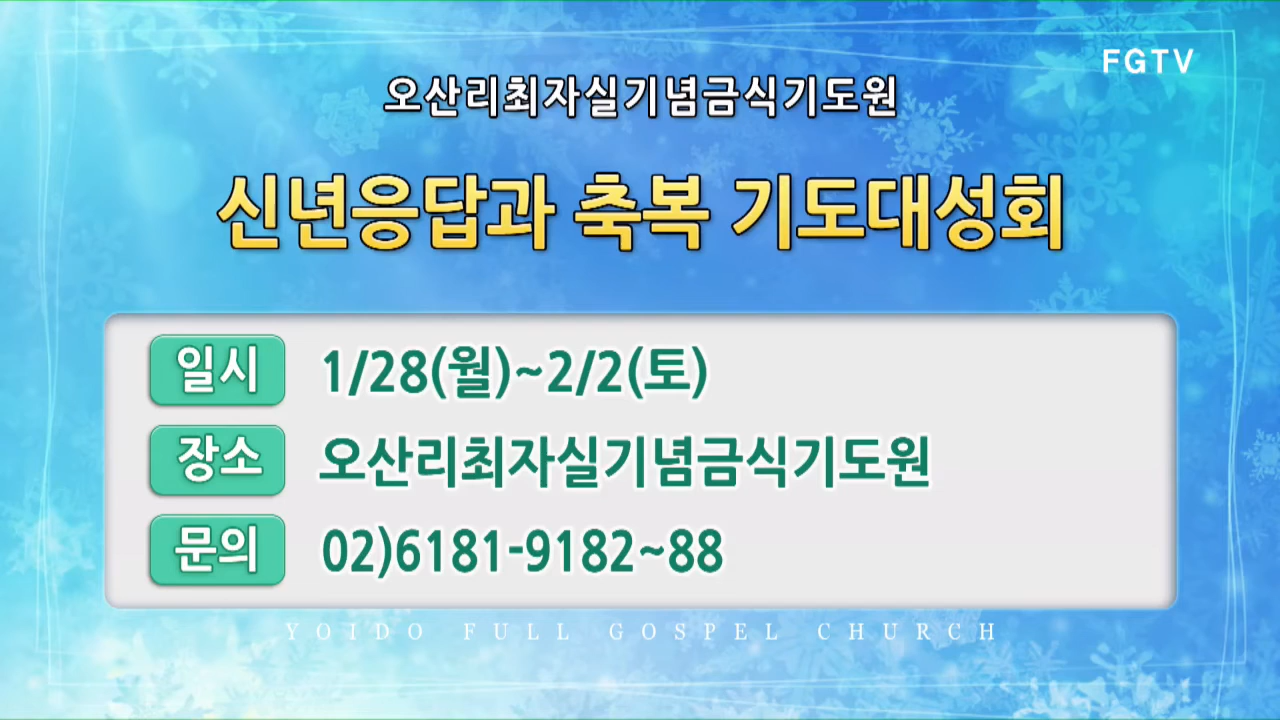 FGTV
오산리최자실기념금식기도원
신년응답과 축복 기도대성회
일시 1/28(월)~2/2(토)
장소 오산리최자실기념금식기도원
문의 02)6181-9182~88
YOIDO FULL GOSPEL CHURCH